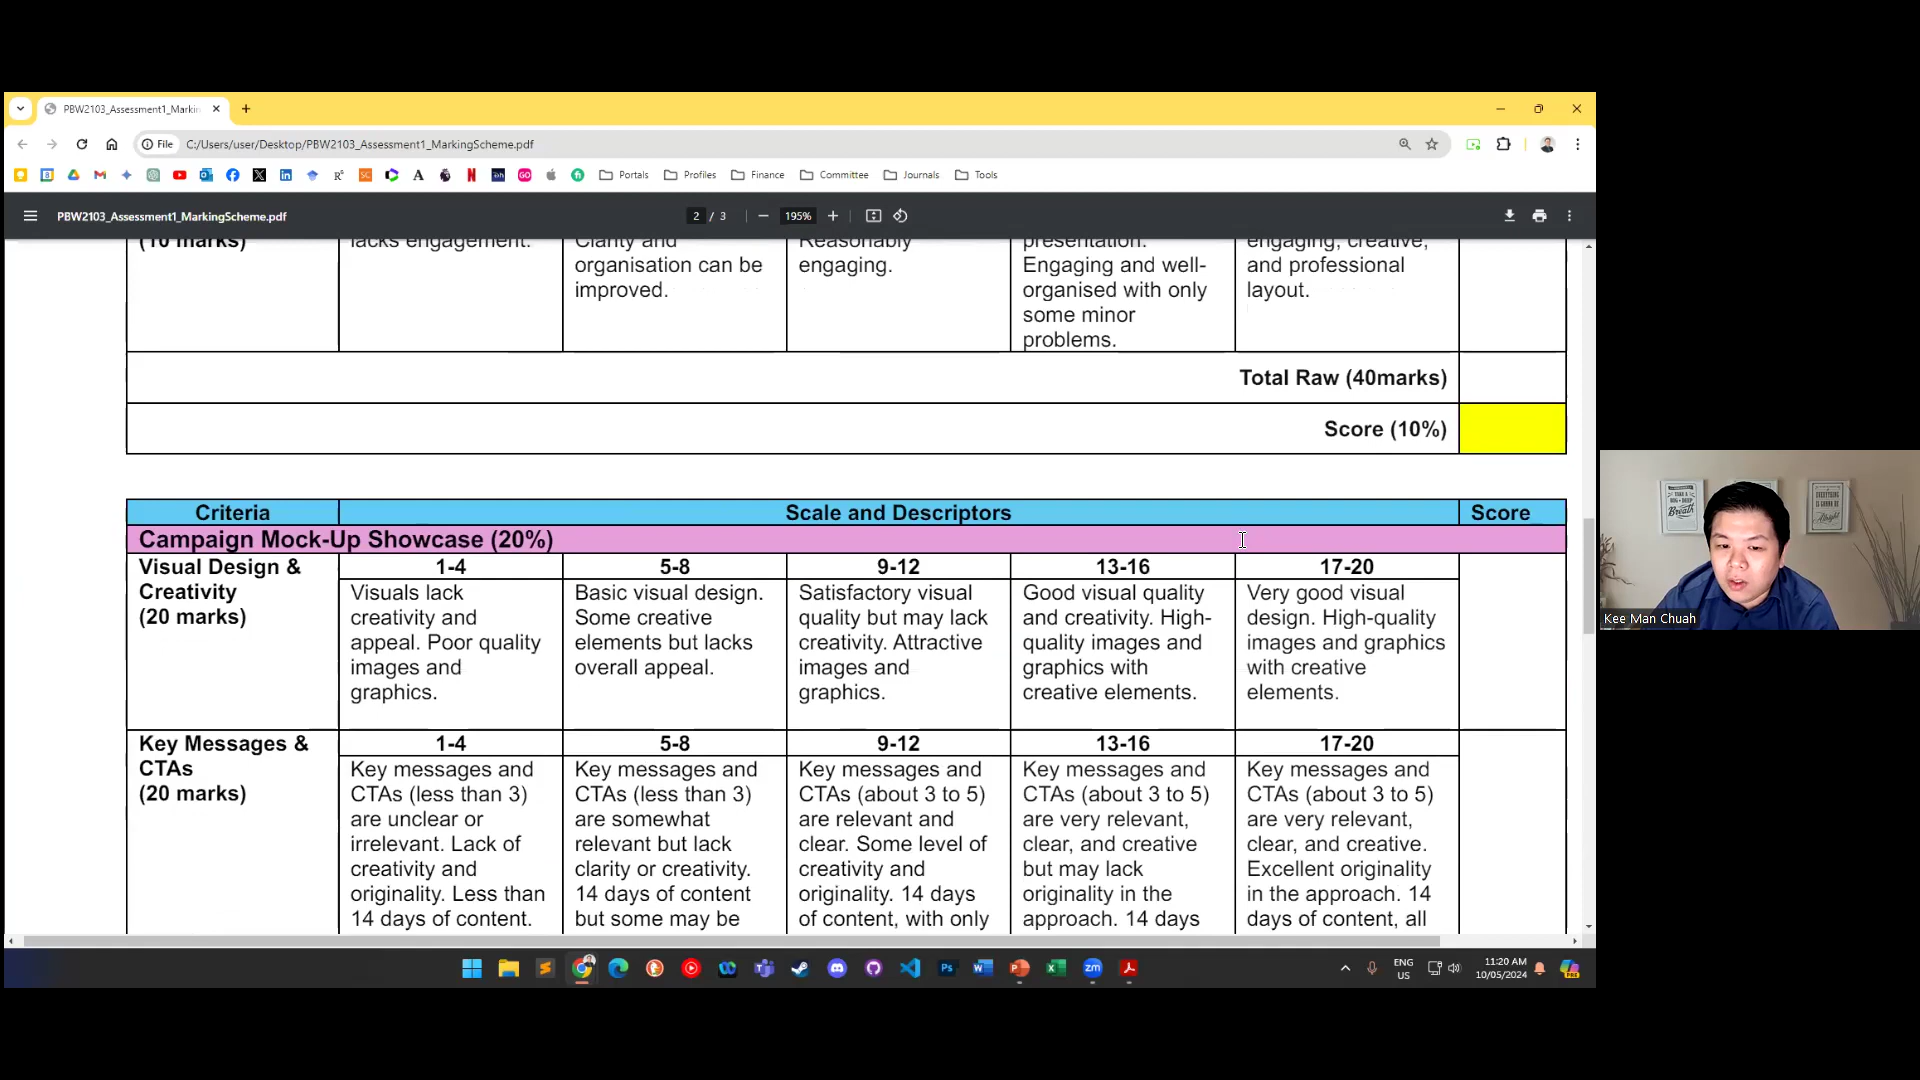 PBW2103_Assessment1_Markin
File C:/Users/user/Desktop/PBW2103_Assessment1_MarkingScheme.pdf
Portals Profiles Finance Committee Journals Tools
PBW2103_Assessment1_MarkingScheme.pdf
2 / 3
195%
(10 marks)
lacks engagement.
Clarity and
organisation can be
improved.
Reasonably
engaging.
presentation.
Engaging and well-
organised with only
some minor
problems.
engaging, creative,
and professional
layout.
Total Raw (40marks)
Score (10%)
Criteria
Scale and Descriptors
Score
Campaign Mock-Up Showcase (20%)
Visual Design &
Creativity
(20 marks)
1-4
Visuals lack
creativity and
appeal. Poor quality
images and
graphics.
5-8
Basic visual design.
Some creative
elements but lacks
overall appeal.
9-12
Satisfactory visual
quality but may lack
creativity. Attractive
images and
graphics.
13-16
Good visual quality
and creativity. High-
quality images and
graphics with
creative elements.
17-20
Very good visual
design. High-quality
images and graphics
with creative
elements.
Key Messages &
CTAs
(20 marks)
1-4
Key messages and
CTAs (less than 3)
are unclear or
irrelevant. Lack of
creativity and
originality. Less than
14 days of content.
5-8
Key messages and
CTAs (less than 3)
are somewhat
relevant but lack
clarity or creativity.
14 days of content
but some may be
9-12
Key messages and
CTAs (about 3 to 5)
are relevant and
clear. Some level of
creativity and
originality. 14 days
of content, with only
13-16
Key messages and
CTAs (about 3 to 5)
are very relevant,
clear, and creative
but may lack
originality in the
approach. 14 days
17-20
Key messages and
CTAs (about 3 to 5)
are very relevant,
clear, and creative.
Excellent originality
in the approach. 14
days of content, all
ENG
US
11:20 AM
10/05/2024
Breath
Alright
Kee Man Chuah